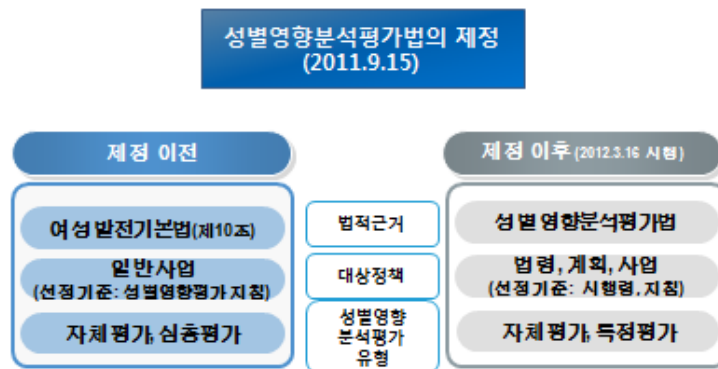 성별영향분석평가법의 제정
(2011.9.15)
제정 이전
제정 이후 (2012.3.16 시행)
여성발전기본법(제10조)
법적근거
성별영향분석평가법
일반사업
(선정기준: 성별영향평가지침)
대상정책
법령, 계획, 사업
(선정기준: 시행령, 지침)
자체평가, 심층평가
성별영향
분석평가
유형
자체평가, 특정평가